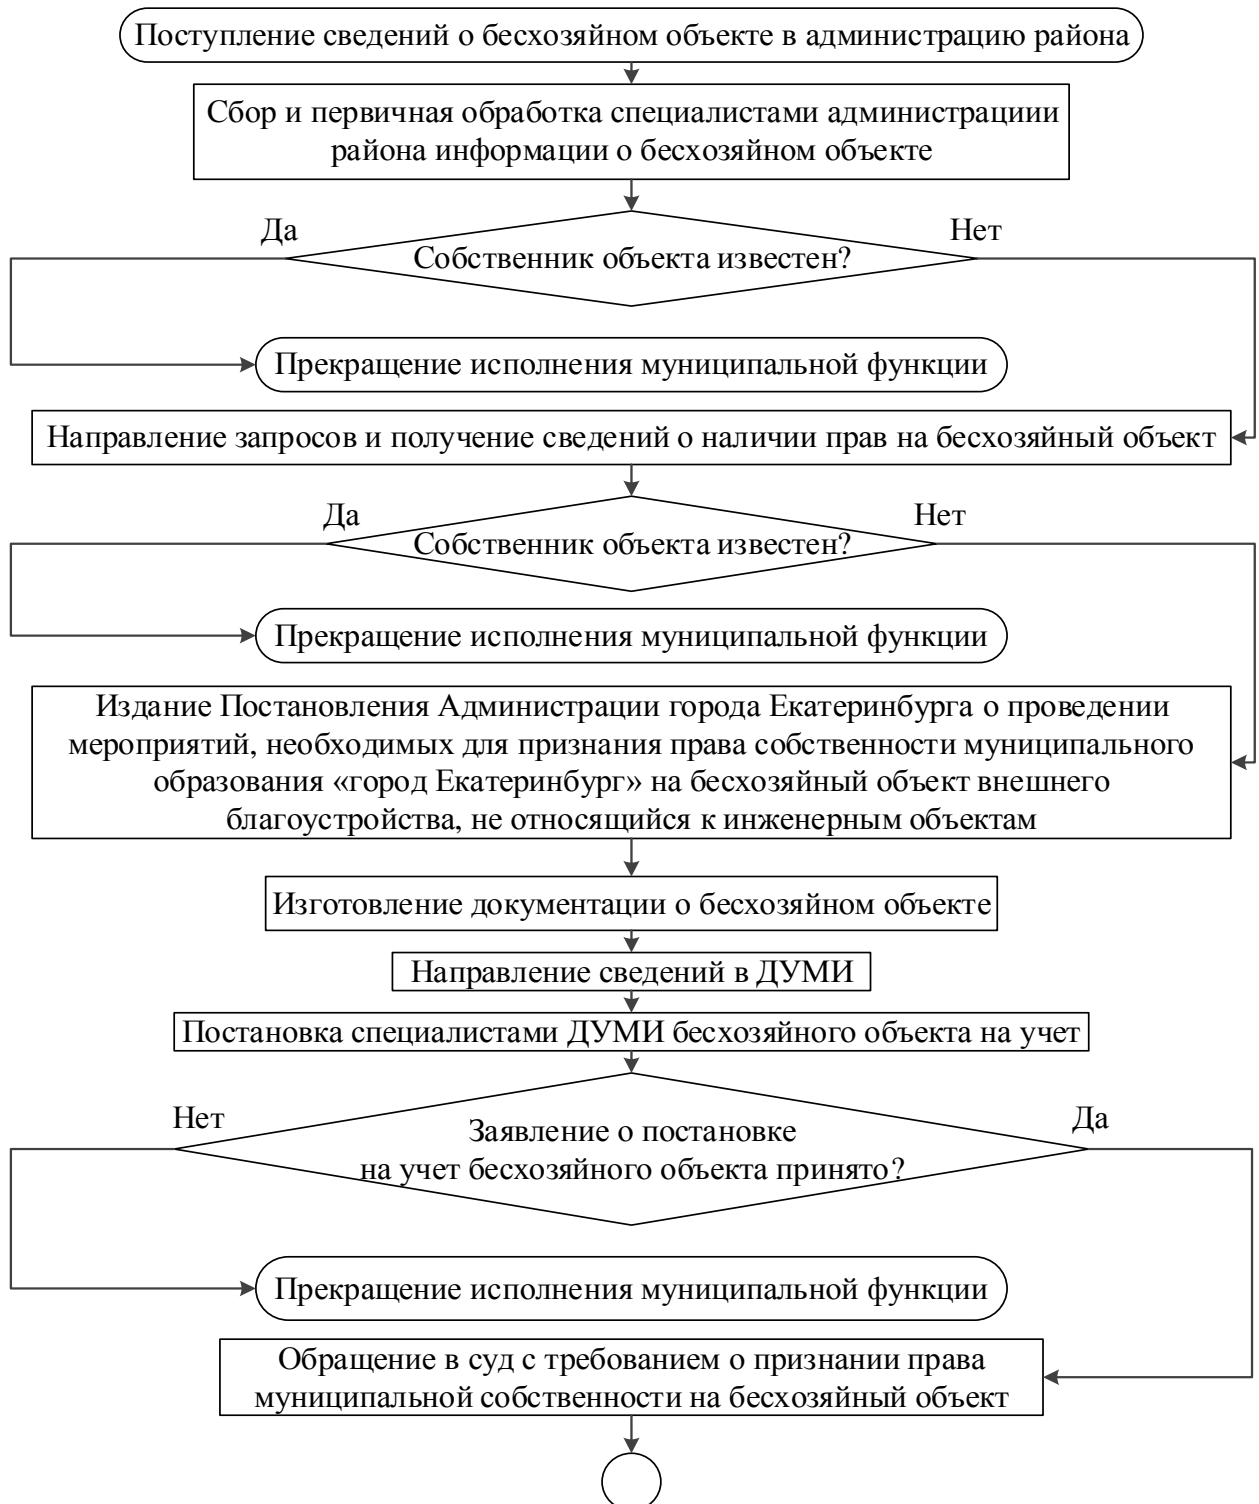 Поступление сведений о бесхозяйном объекте в администрацию района
Сбор и первичная обработка специалистами администрациии
района информации о бесхозяйном объекте
Да
Нет
Собственник объекта известен?
Прекращение исполнения муниципальной функции
Направление запросов и получение сведений о наличии прав на бесхозяйный объект
Да
Нет
Собственник объекта известен?
Прекращение исполнения муниципальной функции
Издание Постановления Администрации города Екатеринбурга о проведении
мероприятий, необходимых для признания права собственности муниципального
образования «город Екатеринбург» на бесхозяйный объект внешнего
благоустройства, не относящийся к инженерным объектам
Изготовление документации о бесхозяйном объекте
Направление сведений в ДУМИ
Постановка специалистами ДУМИ бесхозяйного объекта на учет
Нет
Да
Заявление о постановке
на учет бесхозяйного объекта принято?
Прекращение исполнения муниципальной функции
Обращение в суд с требованием о признании права
муниципальной собственности на бесхозяйный объект